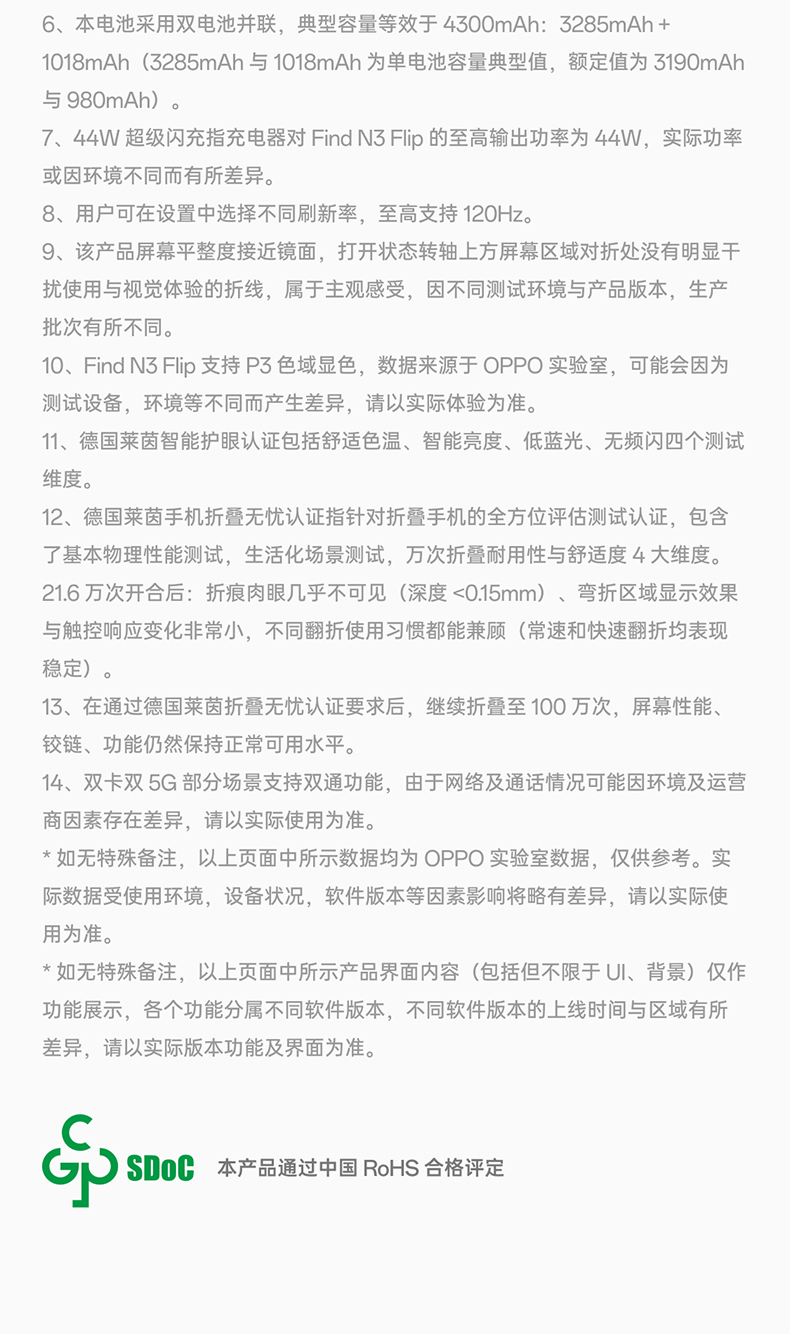 6、本电池采用双电池并联，典型容量等效于 4300mAh：3285mAh +
1018mAh（3285mAh 与 1018mAh 为单电池容量典型值，额定值为 3190mAh
与 980mAh）。
7、44W 超级闪充指充电器对 Find N3 Flip 的至高输出功率为 44W，实际功率
或因环境不同而有所差异。
8、用户可在设置中选择不同刷新率，至高支持 120Hz。
9、该产品屏幕平整度接近镜面，打开状态转轴上方屏幕区域对折处没有明显干
扰使用与视觉体验的折线，属于主观感受，因不同测试环境与产品版本，生产
批次有所不同。
10、Find N3 Flip 支持 P3 色域显色，数据来源于 OPPO 实验室，可能会因为
测试设备，环境等不同而产生差异，请以实际体验为准。
11、德国莱茵智能护眼认证包括舒适色温、智能亮度、低蓝光、无频闪四个测试
维度。
12、德国莱茵手机折叠无忧认证指针对折叠手机的全方位评估测试认证，包含
了基本物理性能测试，生活化场景测试，万次折叠耐用性与舒适度 4 大维度。
21.6 万次开合后：折痕肉眼几乎不可见（深度 <0.15mm）、弯折区域显示效果
与触控响应变化非常小，不同翻折使用习惯都能兼顾（常速和快速翻折均表现
稳定）。
13、在通过德国莱茵折叠无忧认证要求后，继续折叠至 100 万次，屏幕性能、
铰链、功能仍然保持正常可用水平。
14、双卡双 5G 部分场景支持双通功能，由于网络及通话情况可能因环境及运营
商因素存在差异，请以实际使用为准。
* 如无特殊备注，以上页面中所示数据均为 OPPO 实验室数据，仅供参考。实
际数据受使用环境，设备状况，软件版本等因素影响将略有差异，请以实际使
用为准。
* 如无特殊备注，以上页面中所示产品界面内容（包括但不限于 UI、背景）仅作
功能展示，各个功能分属不同软件版本，不同软件版本的上线时间与区域有所
差异，请以实际版本功能及界面为准。
CGP SDoC 本产品通过中国 RoHS 合格评定